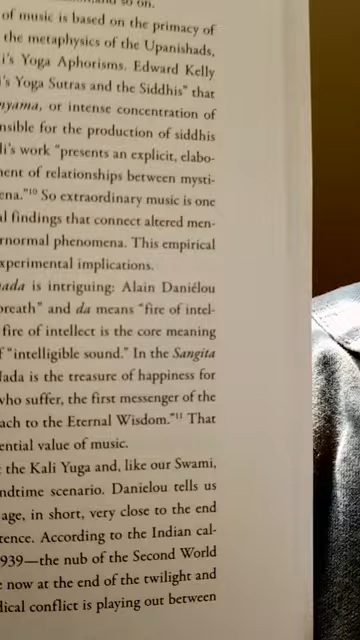 and so on.
of music is based on the primacy of
the metaphysics of the Upanishads,
i's Yoga Aphorisms. Edward Kelly
i's Yoga Sutras and the Siddhis" that
nyama, or intense concentration of
nsible for the production of siddhis
li's work "presents an explicit, elabo-
nent of relationships between mysti-
ena."¹⁰ So extraordinary music is one
al findings that connect altered men-
rnormal phenomena. This empirical
xperimental implications.
ada is intriguing: Alain Daniélou
breath" and da means "fire of intel-
fire of intellect is the core meaning
f "intelligible sound." In the Sangita
Nada is the treasure of happiness for
who suffer, the first messenger of the
ach to the Eternal Wisdom."¹¹ That
ential value of music.
the Kali Yuga and, like our Swami,
ndtime scenario. Danielou tells us
age, in short, very close to the end
tence. According to the Indian cal-
939—the nub of the Second World
now at the end of the twilight and
dical conflict is playing out between